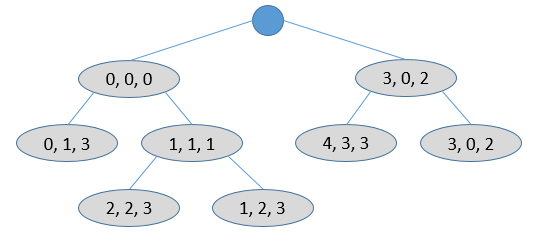 0, 0, 0
3, 0, 2
0, 1, 3
1, 1, 1
4, 3, 3
3, 0, 2
2, 2, 3
1, 2, 3